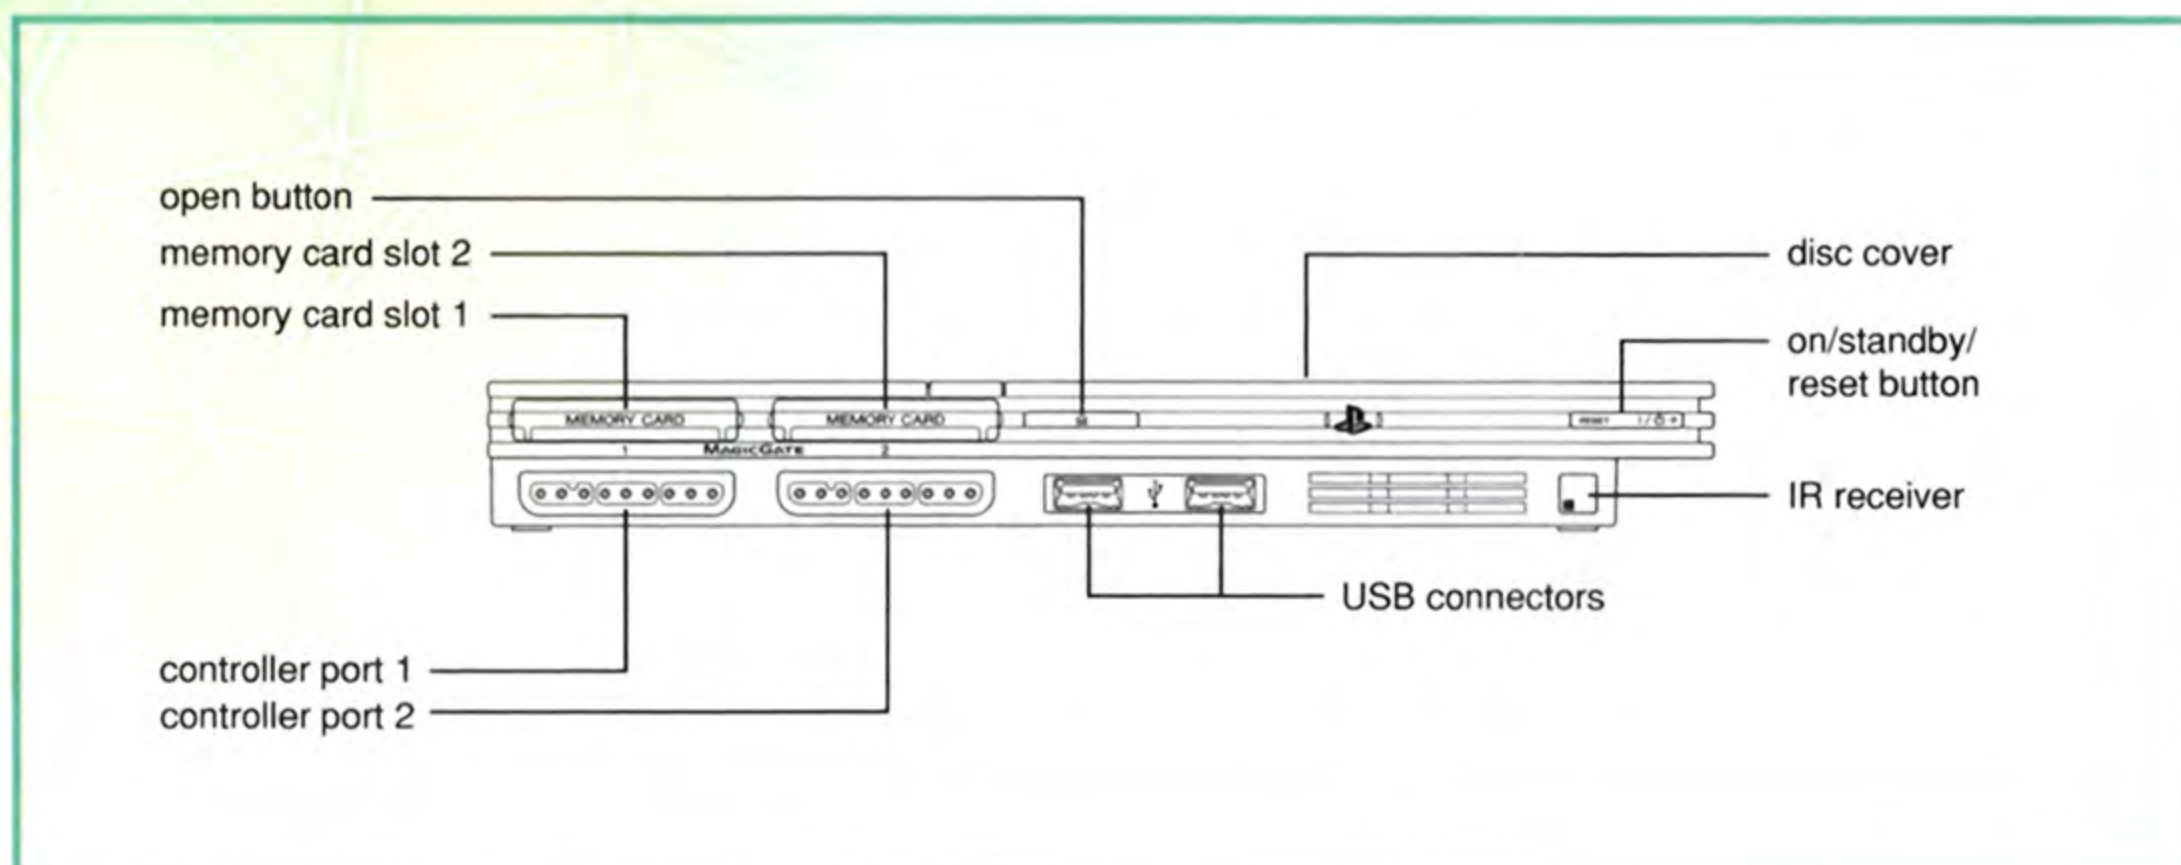 open button
memory card slot 2
memory card slot 1
disc cover
on/standby/
reset button
MEMORY CARD
MEMORY CARD
RESET
1
MAGICGATE
2
IR receiver
USB connectors
controller port 1
controller port 2